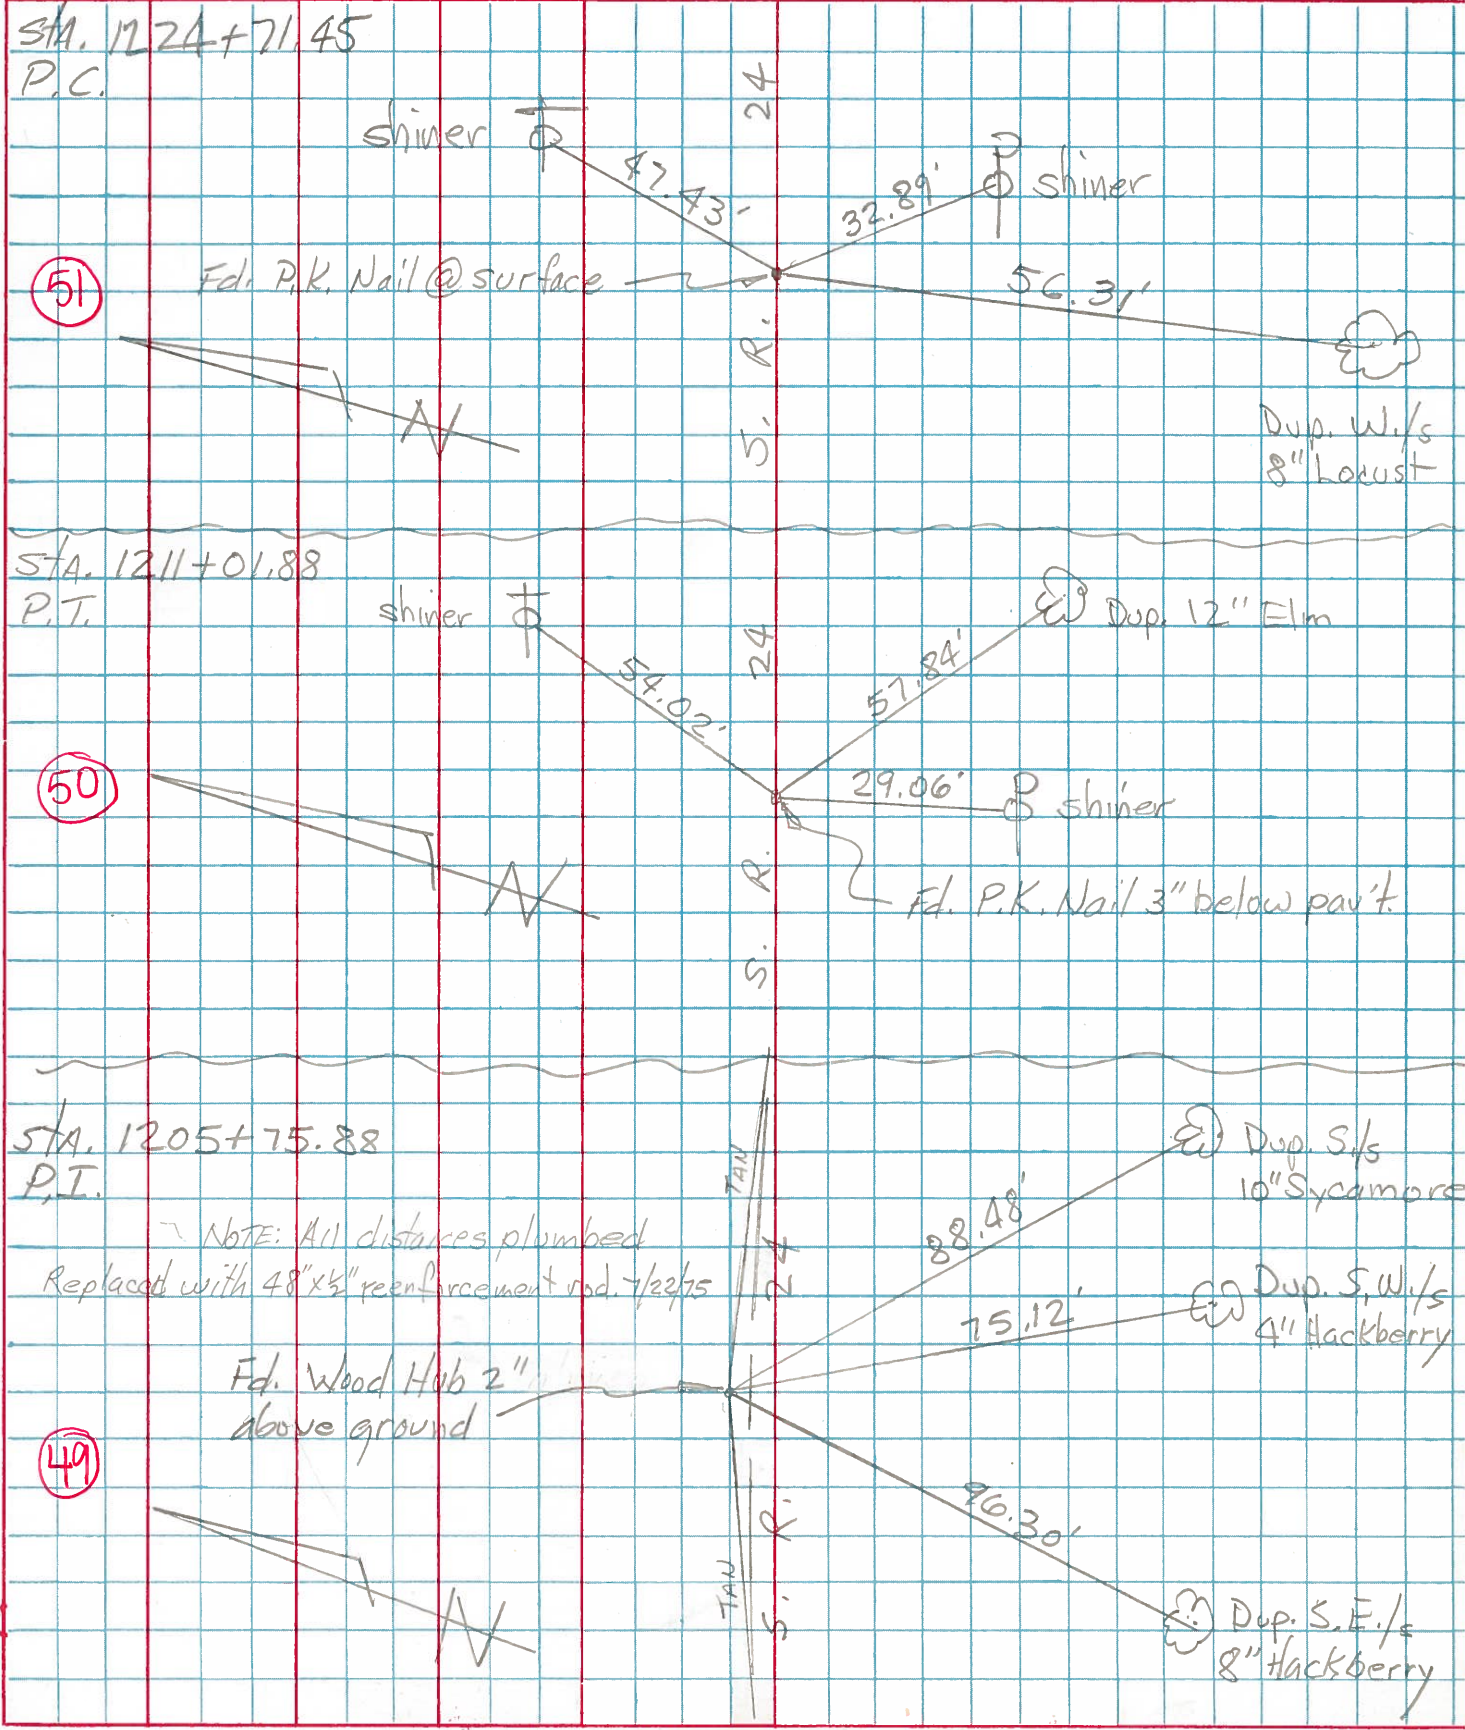 STA. 1224+71.45
P.C.
24
shiner
47.43'
32.89'
shiner
51
Fd. P.K. Nail @ surface
56.31'
S. R.
N
Dup. W./s
8" Locust
STA. 1211+01.88
P.T.
shiner
24
Dup. 12" Elm
54.02'
57.84'
50
29.06'
shiner
S. R.
N
Fd. P.K. Nail 3" below pav't.
STA. 1205+75.88
P.I.
TAN
Dup. S./s
10" Sycamore
NOTE: All distances plumbed
Replaced with 48"x½" reenforcement rod. 7/22/75
24
88.48'
75.12'
Dup. S.W./s
4" Hackberry
Fd. Wood Hub 2"
above ground
49
96.30'
S. R.
TAN
N
Dup. S.E./s
8" Hackberry